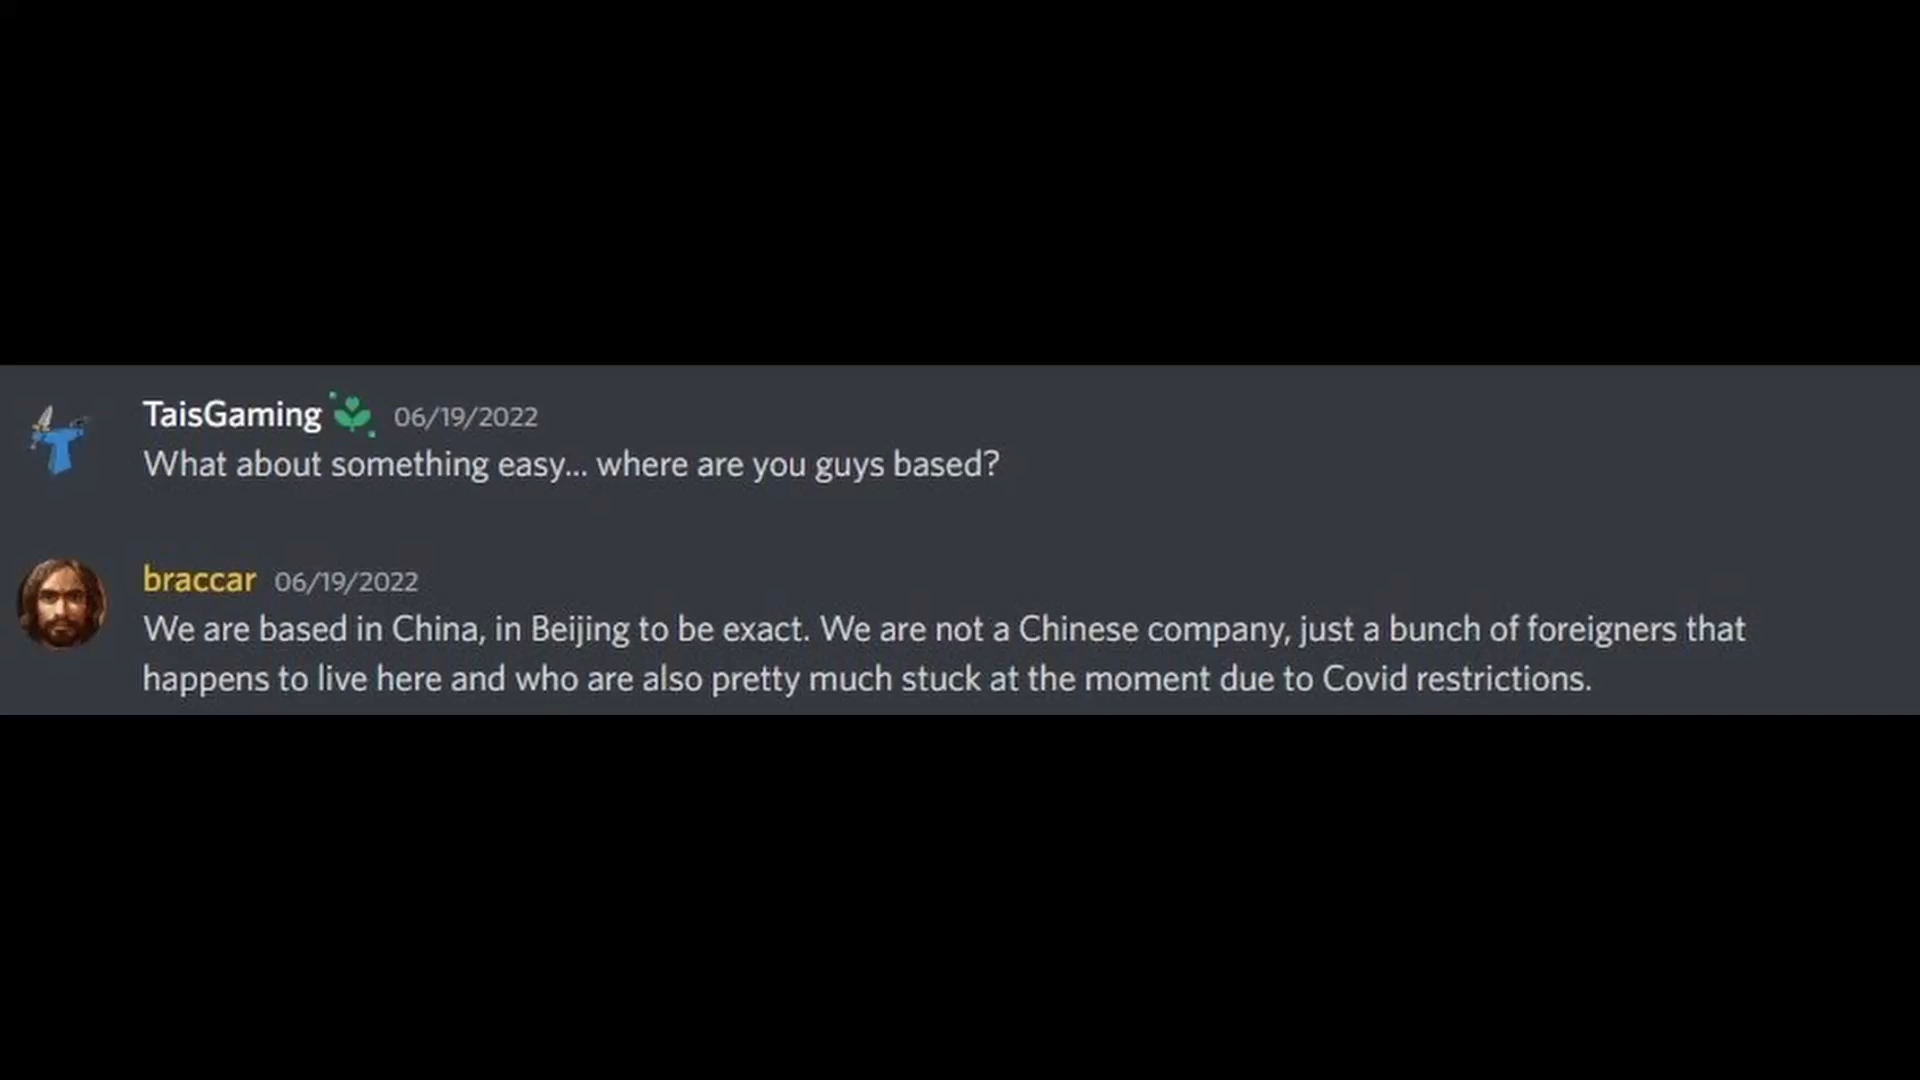 TaisGaming 06/19/2022
What about something easy... where are you guys based?
braccar 06/19/2022
We are based in China, in Beijing to be exact. We are not a Chinese company, just a bunch of foreigners that
happens to live here and who are also pretty much stuck at the moment due to Covid restrictions.